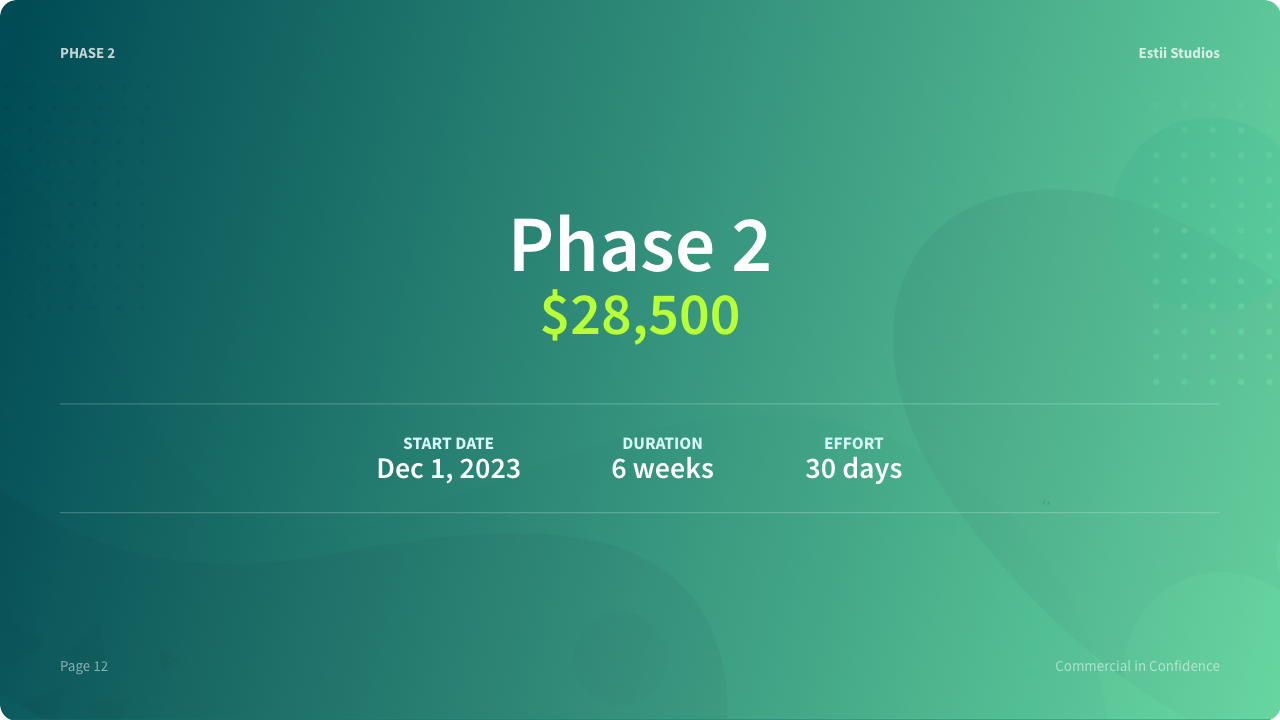 PHASE 2
Estii Studios
Phase 2
$28,500
START DATE
DURATION
EFFORT
Dec 1, 2023
6 weeks
30 days
Page 12
Commercial in Confidence